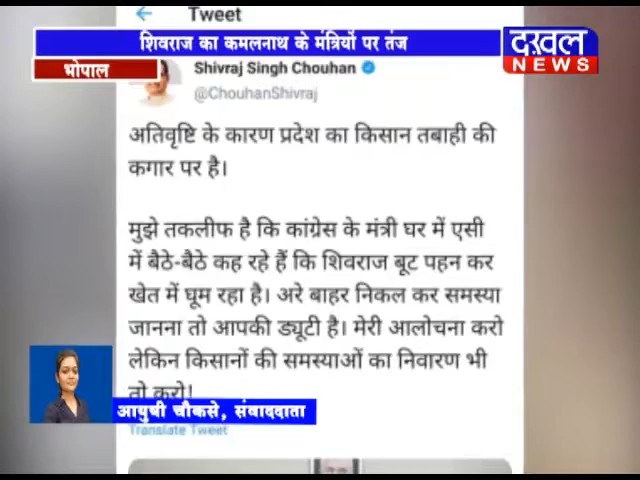 Tweet
शिवराज का कमलनाथ के मंत्रियों पर तंज
दख़ल
NEWS
भोपाल
Shivraj Singh Chouhan
@ChouhanShivraj
अतिवृष्टि के कारण प्रदेश का किसान तबाही की
कगार पर है।
मुझे तकलीफ है कि कांग्रेस के मंत्री घर में एसी
में बैठे-बैठे कह रहे हैं कि शिवराज बूट पहन कर
खेत में घूम रहा है। अरे बाहर निकल कर समस्या
जानना तो आपकी ड्यूटी है। मेरी आलोचना करो
लेकिन किसानों की समस्याओं का निवारण भी
तो करो!
आयुषी चौकसे, संवाददाता
Translate Tweet